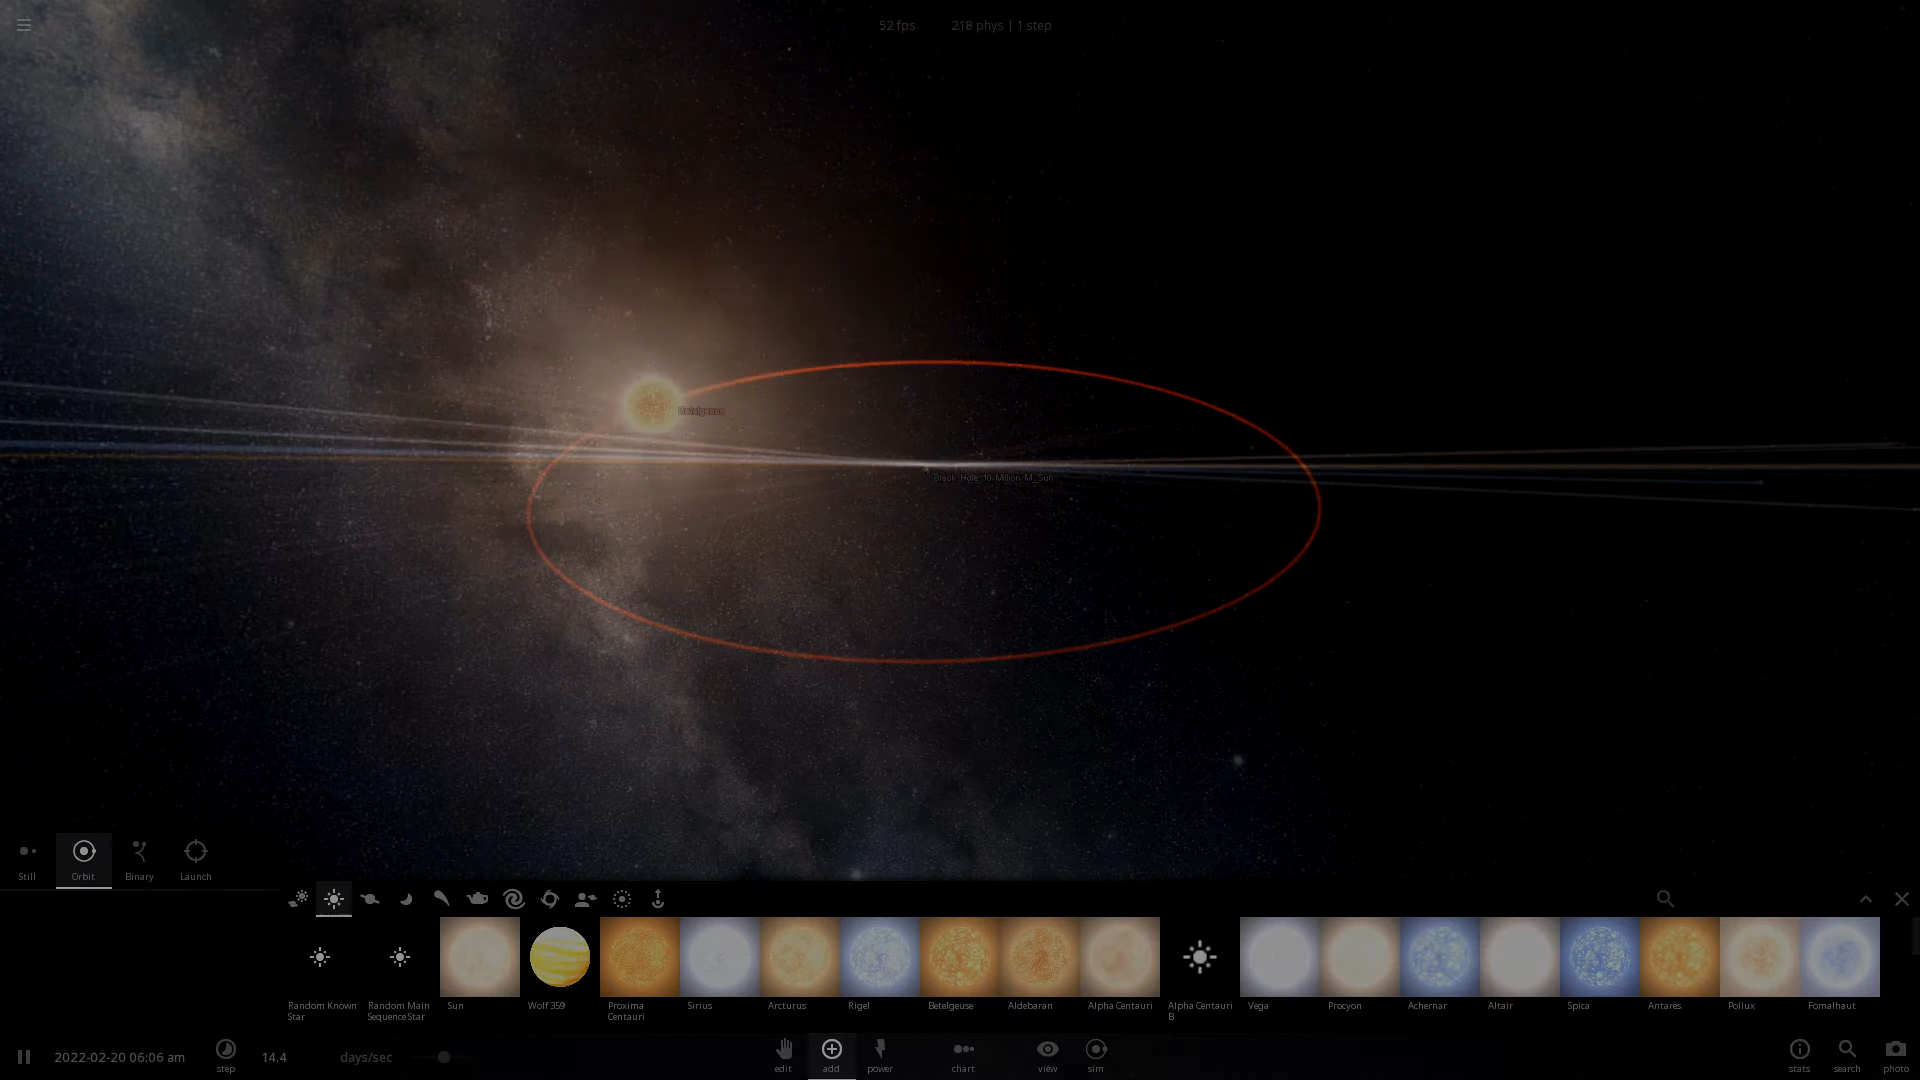 52 fps 218 phys | 1 step
Betelgeuse
Black Hole 10 Million M_Sun
Still Orbit Binary Launch
Random Known Star
Random Main Sequence Star
Sun
Wolf 359
Proxima Centauri
Sirius
Arcturus
Rigel
Betelgeuse
Aldebaran
Alpha Centauri
Alpha Centauri B
Vega
Procyon
Achernar
Altair
Spica
Antares
Pollux
Fomalhaut
2022-02-20 06:06 am
step
14.4 days/sec
edit add power chart view sim
stats search photo